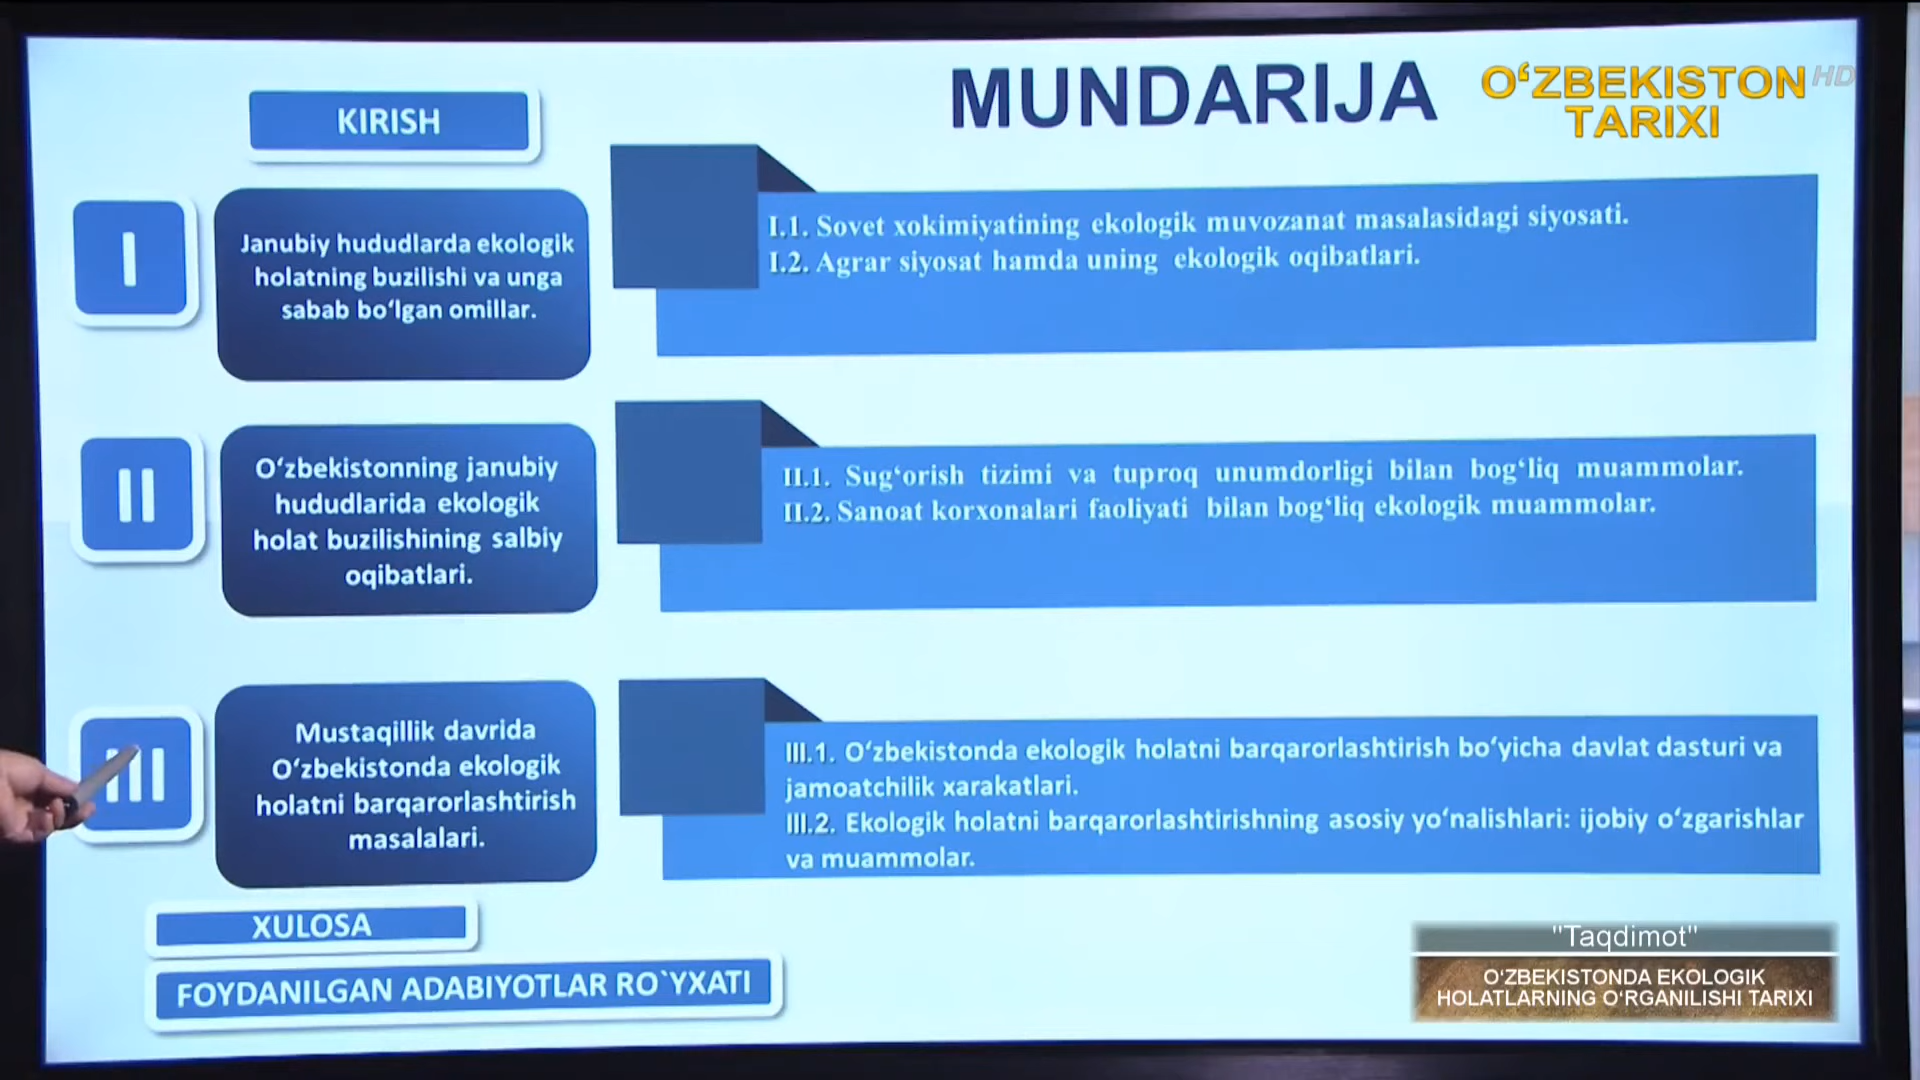 MUNDARIJA
O‘ZBEKISTON HD
TARIXI
KIRISH
I
Janubiy hududlarda ekologik
holatning buzilishi va unga
sabab bo‘lgan omillar.
I.1. Sovet xokimiyatining ekologik muvozanat masalasidagi siyosati.
I.2. Agrar siyosat hamda uning ekologik oqibatlari.
II
O‘zbekistonning janubiy
hududlarida ekologik
holat buzilishining salbiy
oqibatlari.
II.1. Sug‘orish tizimi va tuproq unumdorligi bilan bog‘liq muammolar.
II.2. Sanoat korxonalari faoliyati bilan bog‘liq ekologik muammolar.
III
Mustaqillik davrida
O‘zbekistonda ekologik
holatni barqarorlashtirish
masalalari.
III.1. O‘zbekistonda ekologik holatni barqarorlashtirish bo‘yicha davlat dasturi va
jamoatchilik xarakatlari.
III.2. Ekologik holatni barqarorlashtirishning asosiy yo‘nalishlari: ijobiy o‘zgarishlar
va muammolar.
XULOSA
FOYDANILGAN ADABIYOTLAR RO`YXATI
"Taqdimot"
O‘ZBEKISTONDA EKOLOGIK
HOLATLARNING O‘RGANILISHI TARIXI